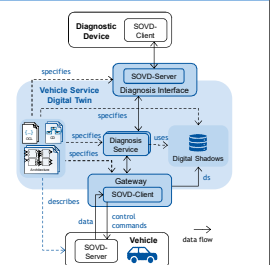 Diagnostic
Device
SOVD-
Client
specifies
SOVD-Server
Diagnosis Interface
Vehicle Service
Digital Twin
specifies
specifies
Diagnosis
Service
uses
Digital Shadows
Architecture
specifies
Gateway
SOVD-Client
ds
describes
data
control
commands
SOVD-
Server
Vehicle
data flow